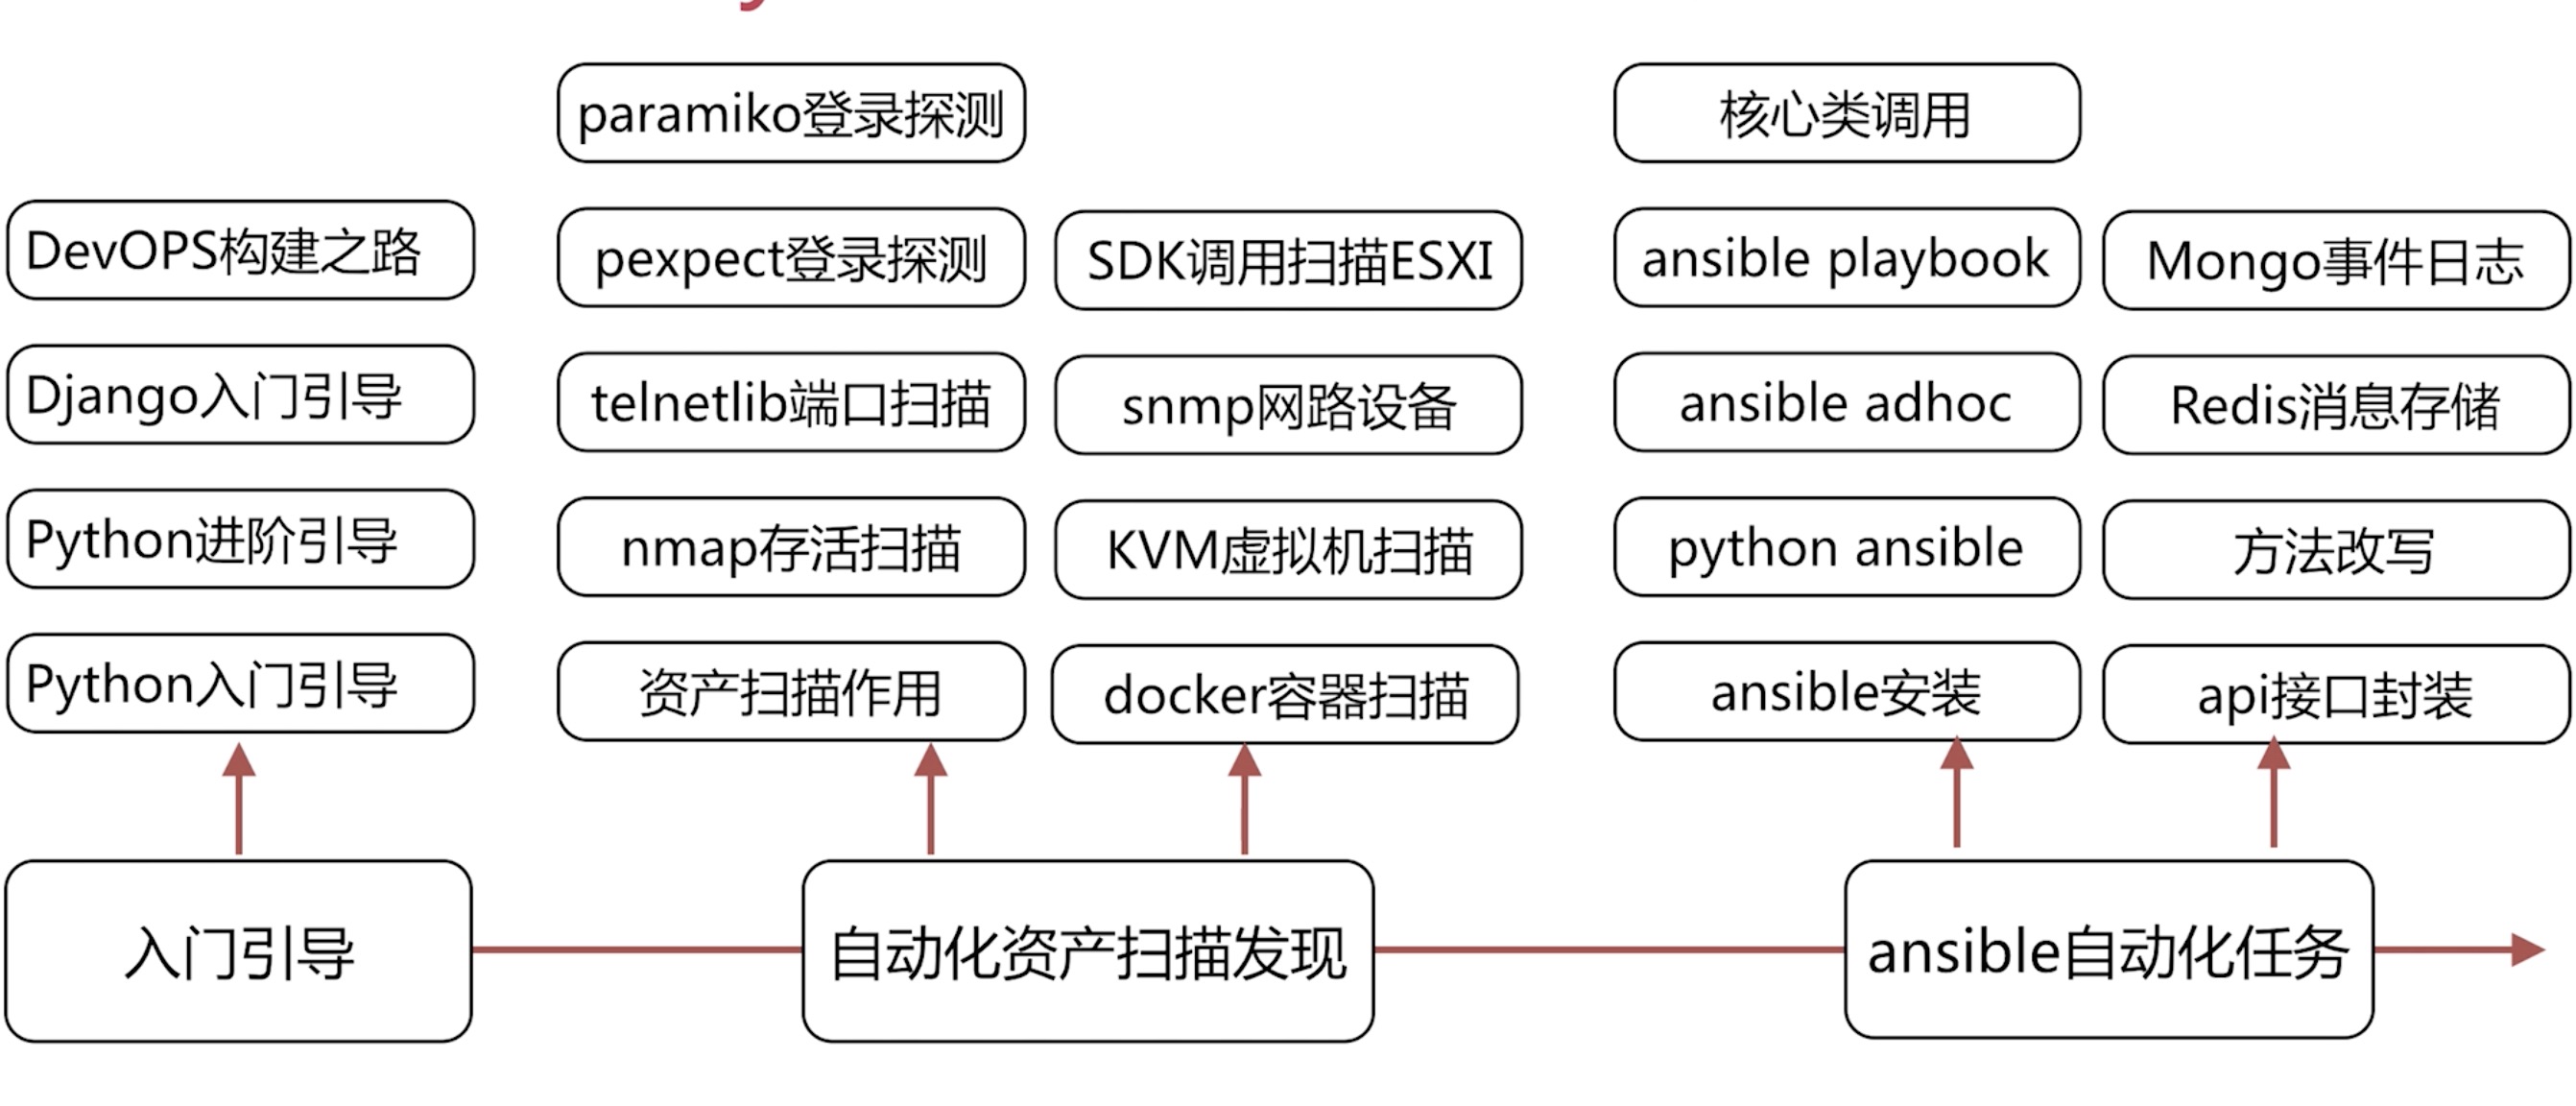 paramiko登录探测
核心类调用
DevOPS构建之路
pexpect登录探测
SDK调用扫描ESXI
ansible playbook
Mongo事件日志
Django入门引导
telnetlib端口扫描
snmp网路设备
ansible adhoc
Redis消息存储
Python进阶引导
nmap存活扫描
KVM虚拟机扫描
python ansible
方法改写
Python入门引导
资产扫描作用
docker容器扫描
ansible安装
api接口封装
入门引导
自动化资产扫描发现
ansible自动化任务